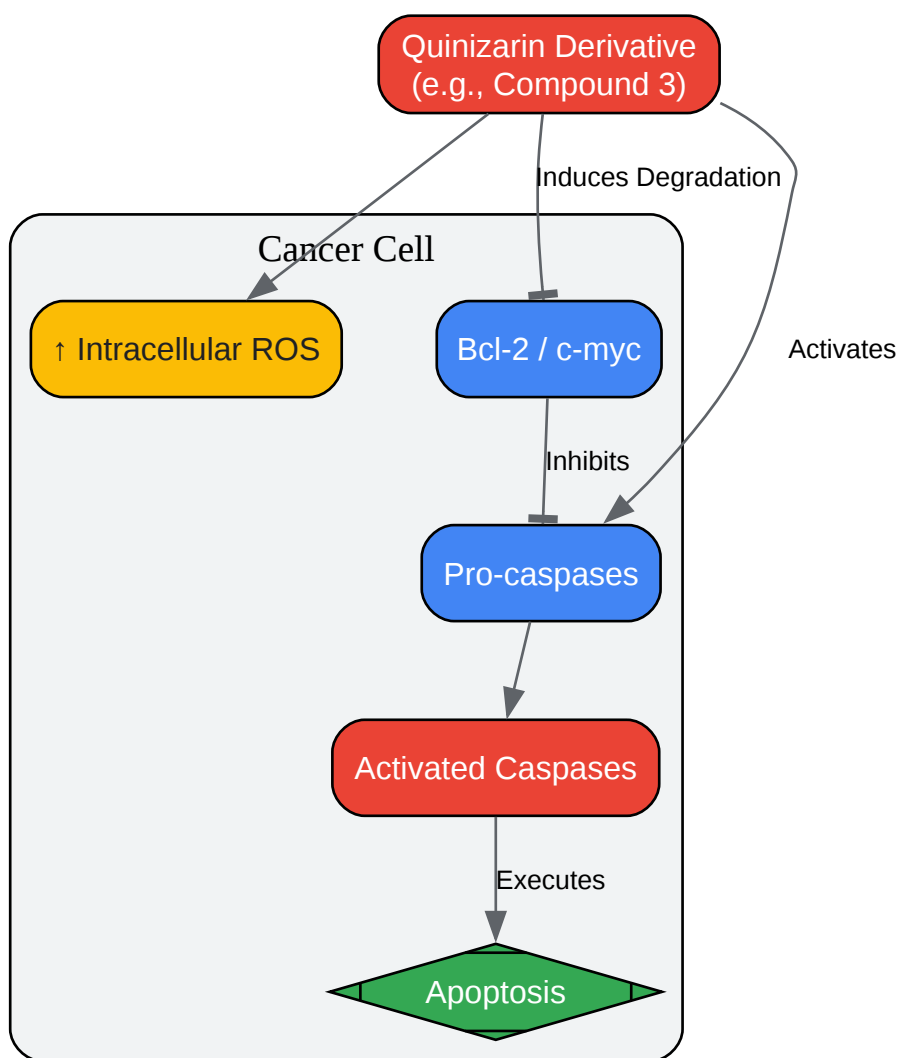 Quinizarin Derivative
(e.g., Compound 3)
Induces Degradation
Cancer Cell
↑ Intracellular ROS
Bcl-2 / c-myc
Activates
Inhibits
Pro-caspases
Activated Caspases
Executes
Apoptosis